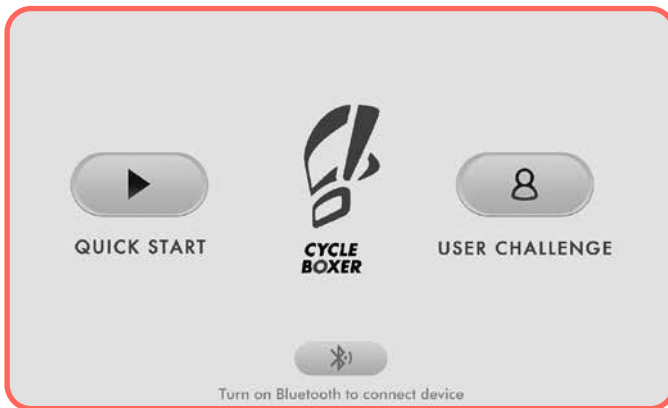 QUICK START
CYCLE
BOXER
USER CHALLENGE
Turn on Bluetooth to connect device